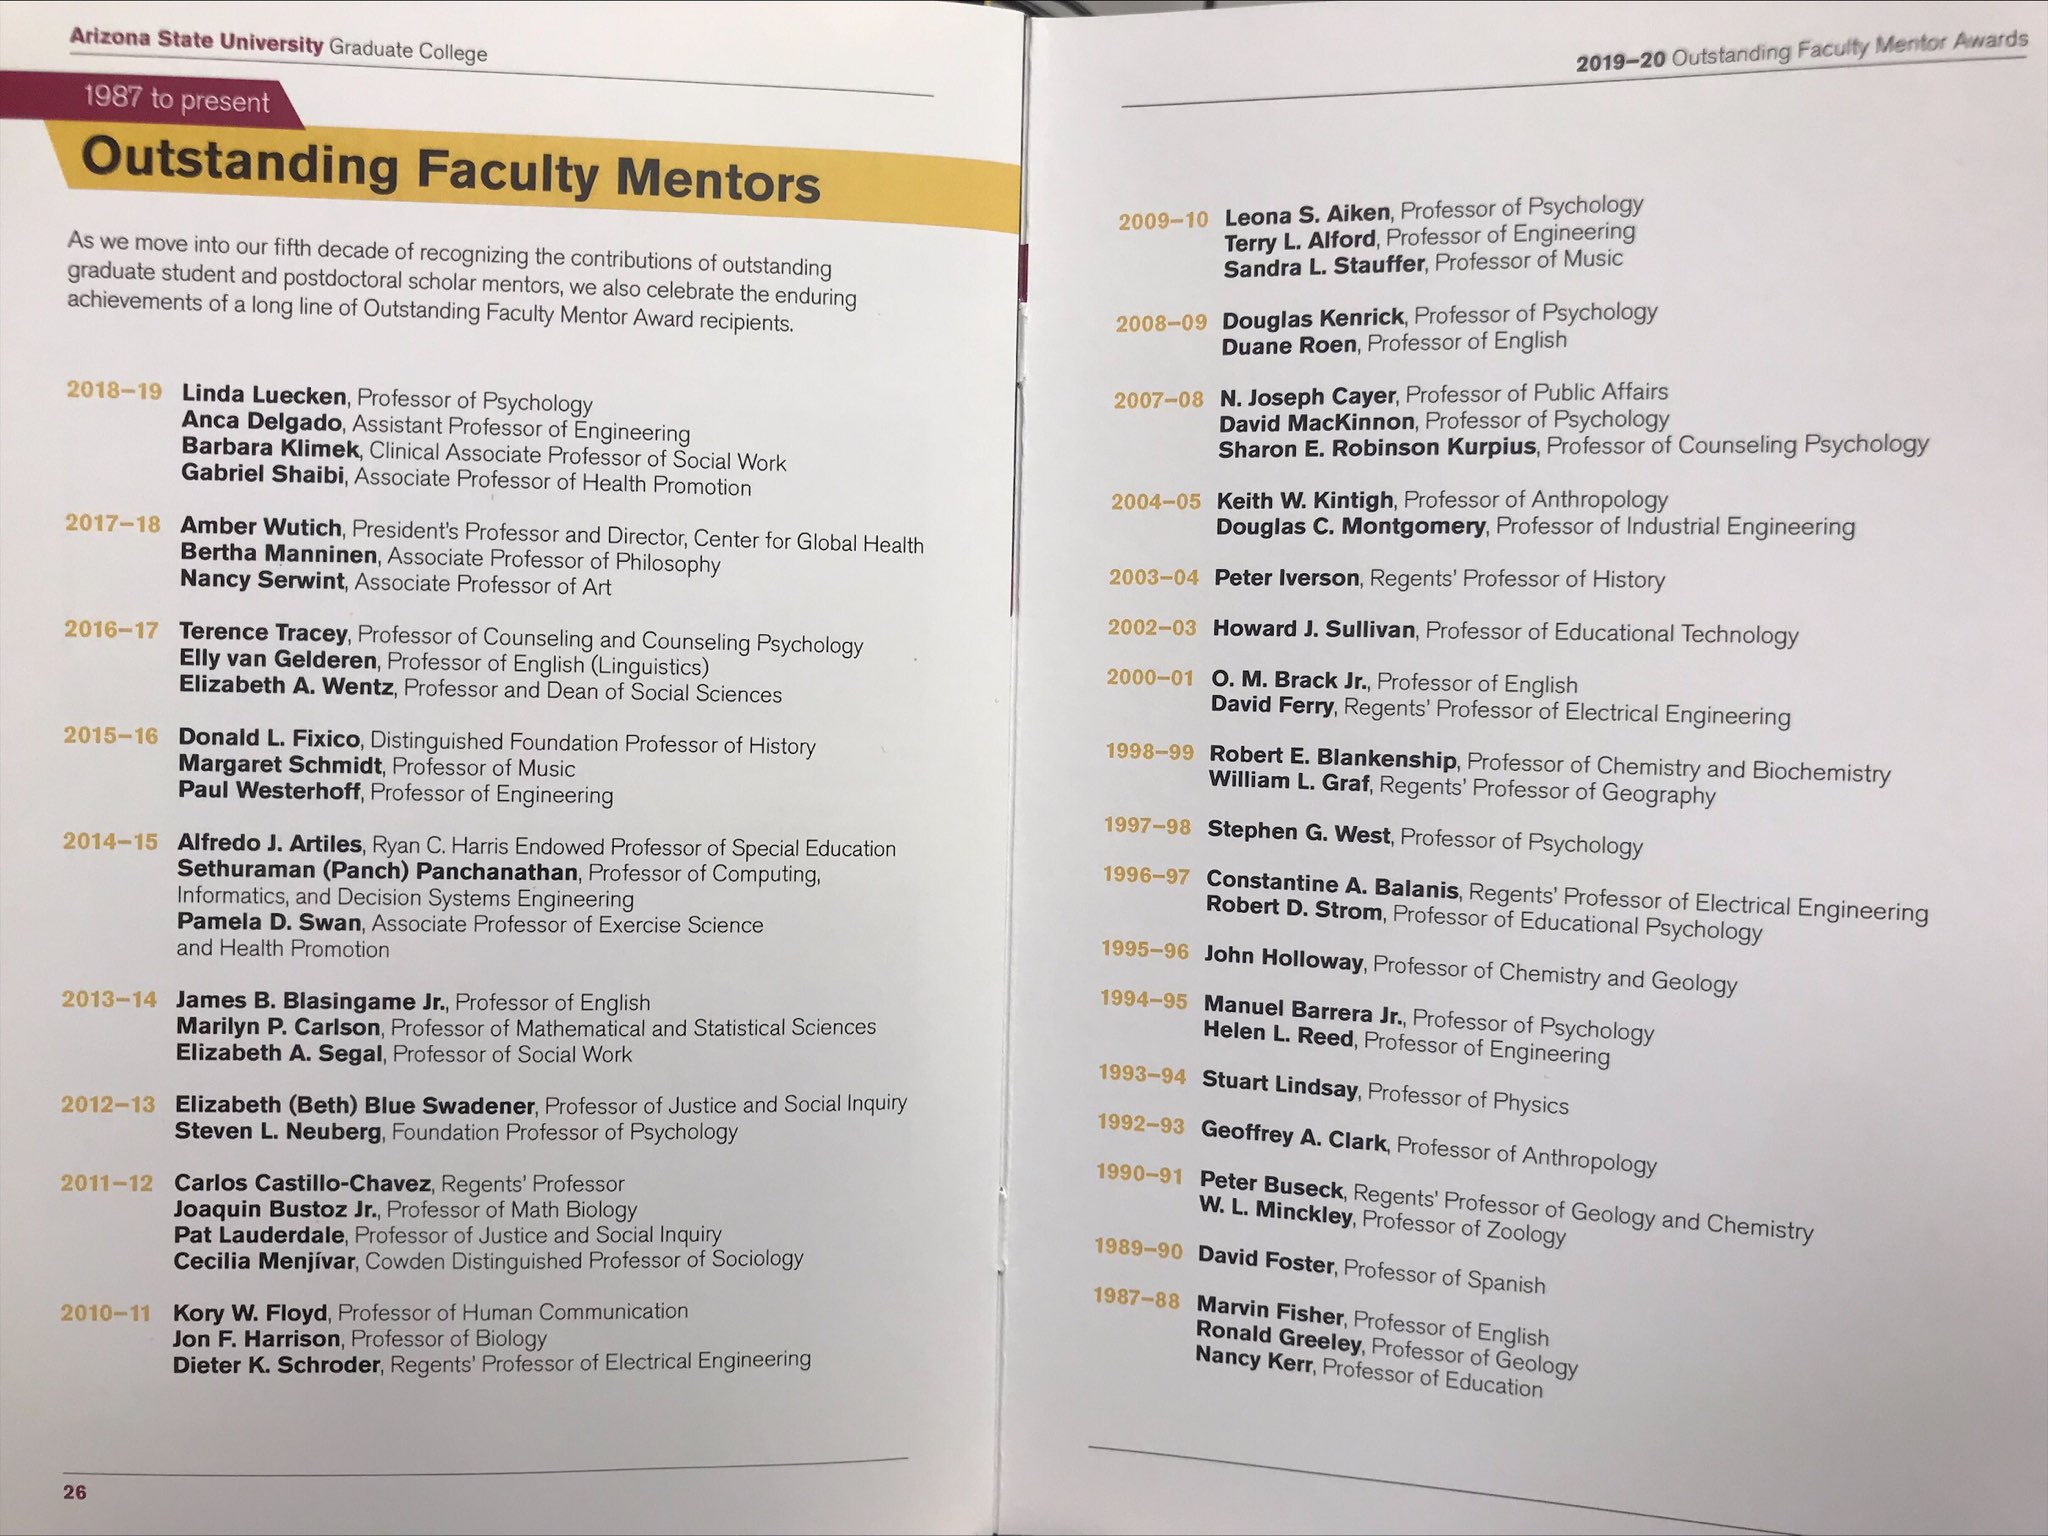 Arizona State University Graduate College
1987 to present
Outstanding Faculty Mentors
As we move into our fifth decade of recognizing the contributions of outstanding
graduate student and postdoctoral scholar mentors, we also celebrate the enduring
achievements of a long line of Outstanding Faculty Mentor Award recipients.
2018–19 Linda Luecken, Professor of Psychology
Anca Delgado, Assistant Professor of Engineering
Barbara Klimek, Clinical Associate Professor of Social Work
Gabriel Shaibi, Associate Professor of Health Promotion
2017–18 Amber Wutich, President's Professor and Director, Center for Global Health
Bertha Manninen, Associate Professor of Philosophy
Nancy Serwint, Associate Professor of Art
2016–17 Terence Tracey, Professor of Counseling and Counseling Psychology
Elly van Gelderen, Professor of English (Linguistics)
Elizabeth A. Wentz, Professor and Dean of Social Sciences
2015–16 Donald L. Fixico, Distinguished Foundation Professor of History
Margaret Schmidt, Professor of Music
Paul Westerhoff, Professor of Engineering
2014–15 Alfredo J. Artiles, Ryan C. Harris Endowed Professor of Special Education
Sethuraman (Panch) Panchanathan, Professor of Computing,
Informatics, and Decision Systems Engineering
Pamela D. Swan, Associate Professor of Exercise Science
and Health Promotion
2013–14 James B. Blasingame Jr., Professor of English
Marilyn P. Carlson, Professor of Mathematical and Statistical Sciences
Elizabeth A. Segal, Professor of Social Work
2012–13 Elizabeth (Beth) Blue Swadener, Professor of Justice and Social Inquiry
Steven L. Neuberg, Foundation Professor of Psychology
2011–12 Carlos Castillo-Chavez, Regents' Professor
Joaquin Bustoz Jr., Professor of Math Biology
Pat Lauderdale, Professor of Justice and Social Inquiry
Cecilia Menjívar, Cowden Distinguished Professor of Sociology
2010–11 Kory W. Floyd, Professor of Human Communication
Jon F. Harrison, Professor of Biology
Dieter K. Schroder, Regents' Professor of Electrical Engineering
26
2019–20 Outstanding Faculty Mentor Awards
2009–10 Leona S. Aiken, Professor of Psychology
Terry L. Alford, Professor of Engineering
Sandra L. Stauffer, Professor of Music
2008–09 Douglas Kenrick, Professor of Psychology
Duane Roen, Professor of English
2007–08 N. Joseph Cayer, Professor of Public Affairs
David MacKinnon, Professor of Psychology
Sharon E. Robinson Kurpius, Professor of Counseling Psychology
2004–05 Keith W. Kintigh, Professor of Anthropology
Douglas C. Montgomery, Professor of Industrial Engineering
2003–04 Peter Iverson, Regents' Professor of History
2002–03 Howard J. Sullivan, Professor of Educational Technology
2000–01 O. M. Brack Jr., Professor of English
David Ferry, Regents' Professor of Electrical Engineering
1998–99 Robert E. Blankenship, Professor of Chemistry and Biochemistry
William L. Graf, Regents' Professor of Geography
1997–98 Stephen G. West, Professor of Psychology
1996–97 Constantine A. Balanis, Regents' Professor of Electrical Engineering
Robert D. Strom, Professor of Educational Psychology
1995–96 John Holloway, Professor of Chemistry and Geology
1994–95 Manuel Barrera Jr., Professor of Psychology
Helen L. Reed, Professor of Engineering
1993–94 Stuart Lindsay, Professor of Physics
1992–93 Geoffrey A. Clark, Professor of Anthropology
1990–91 Peter Buseck, Regents' Professor of Geology and Chemistry
W. L. Minckley, Professor of Zoology
1989–90 David Foster, Professor of Spanish
1987–88 Marvin Fisher, Professor of English
Ronald Greeley, Professor of Geology
Nancy Kerr, Professor of Education